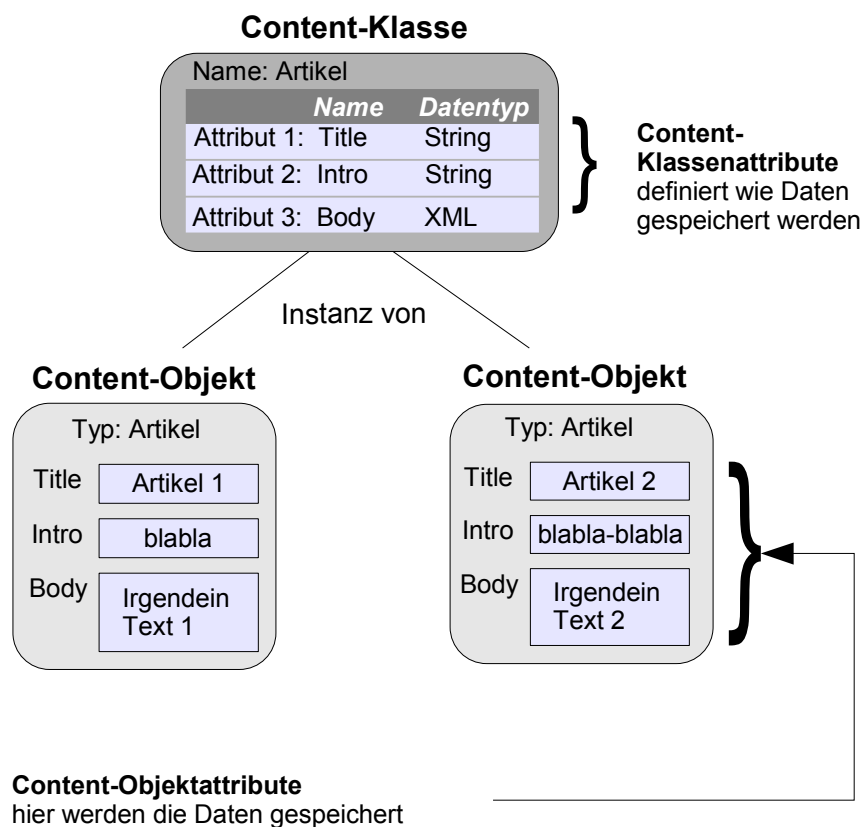 Content-Klasse
Name: Artikel
Name Datentyp
Attribut 1: Title String
Attribut 2: Intro String
Attribut 3: Body XML
Content-
Klassenattribute
definiert wie Daten
gespeichert werden
Instanz von
Content-Objekt
Typ: Artikel
Title Artikel 1
Intro blabla
Body Irgendein
Text 1
Content-Objekt
Typ: Artikel
Title Artikel 2
Intro blabla-blabla
Body Irgendein
Text 2
Content-Objektattribute
hier werden die Daten gespeichert